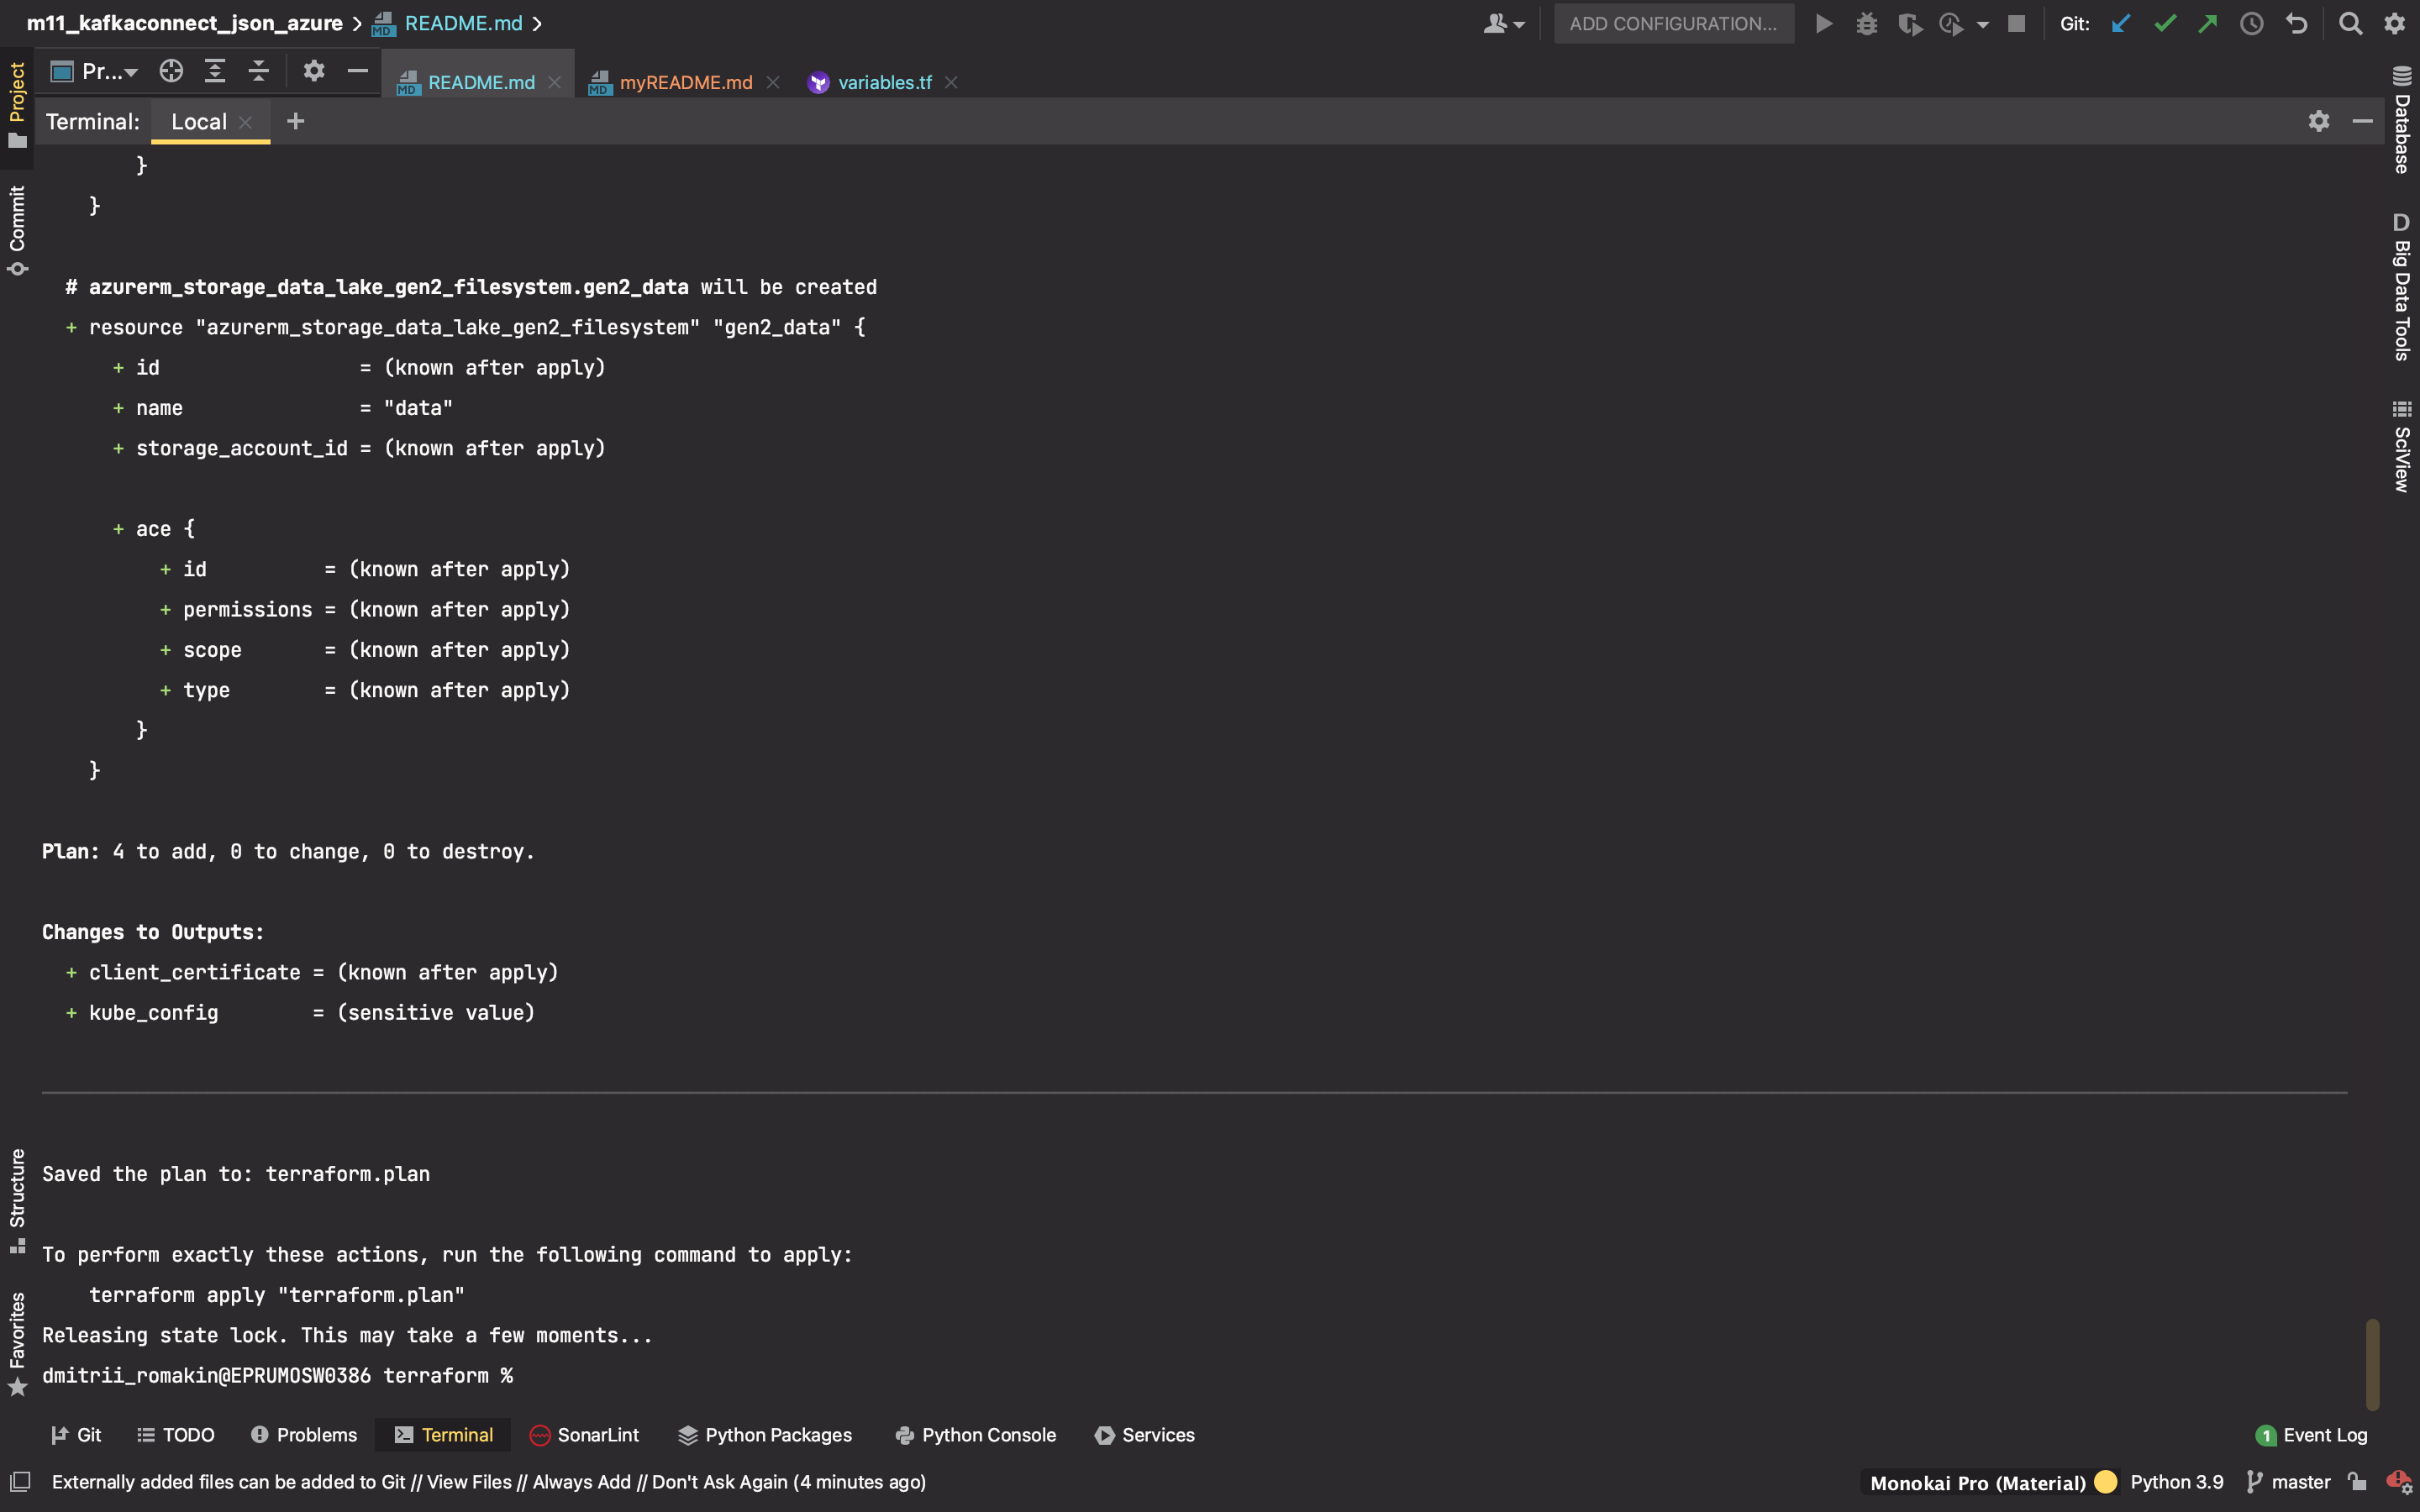 m11_kafkaconnect_json_azure > README.md >
ADD CONFIGURATION...
Git:
Pr...
README.md
myREADME.md
variables.tf
Terminal: Local
Project
Commit
Structure
Favorites
Database
D Big Data Tools
SciView
}
}
# azurerm_storage_data_lake_gen2_filesystem.gen2_data will be created
+ resource "azurerm_storage_data_lake_gen2_filesystem" "gen2_data" {
+ id = (known after apply)
+ name = "data"
+ storage_account_id = (known after apply)
+ ace {
+ id = (known after apply)
+ permissions = (known after apply)
+ scope = (known after apply)
+ type = (known after apply)
}
}
Plan: 4 to add, 0 to change, 0 to destroy.
Changes to Outputs:
+ client_certificate = (known after apply)
+ kube_config = (sensitive value)
Saved the plan to: terraform.plan
To perform exactly these actions, run the following command to apply:
terraform apply "terraform.plan"
Releasing state lock. This may take a few moments...
dmitrii_romakin@EPRUMOSW0386 terraform %
Git
TODO
Problems
Terminal
SonarLint
Python Packages
Python Console
Services
1 Event Log
Externally added files can be added to Git // View Files // Always Add // Don't Ask Again (4 minutes ago)
Monokai Pro (Material)
Python 3.9
master